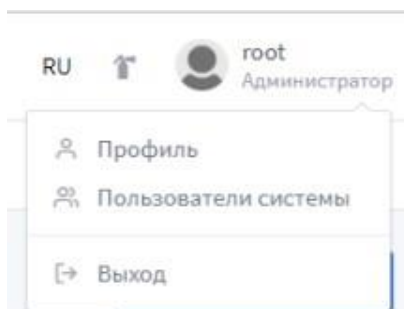 RU
root
Администратор
Профиль
Пользователи системы
Выход